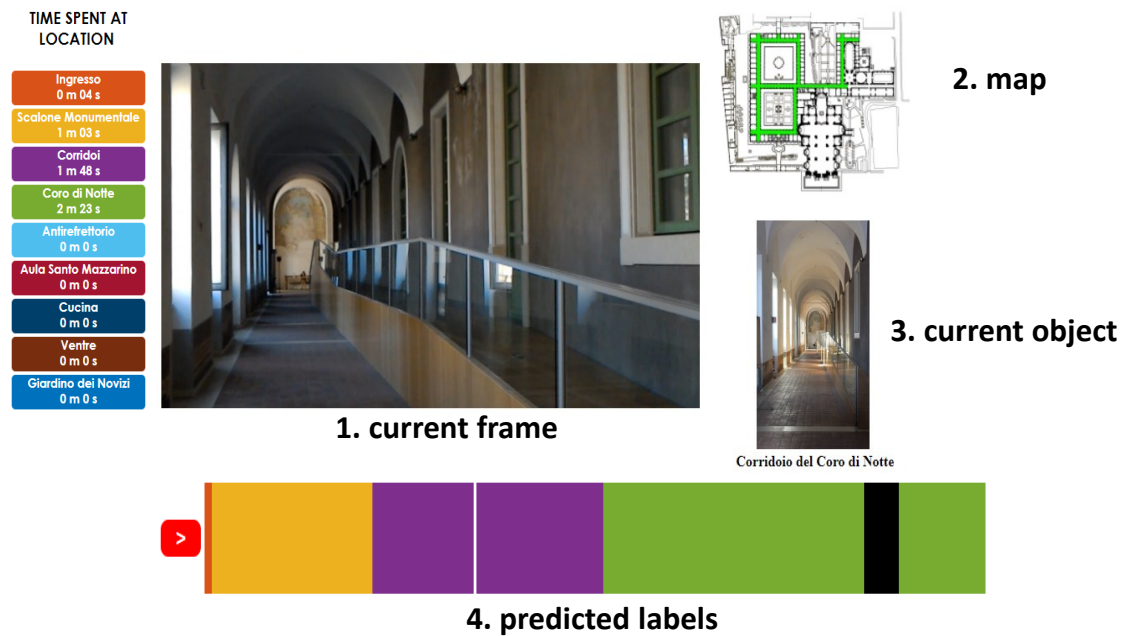 TIME SPENT AT
LOCATION
Ingresso
0 m 04 s
Scalone Monumentale
1 m 03 s
Corridoi
1 m 48 s
Coro di Notte
2 m 23 s
Antirefrettorio
0 m 0 s
Aula Santo Mazzarino
0 m 0 s
Cucina
0 m 0 s
Ventre
0 m 0 s
Giardino dei Novizi
0 m 0 s
1. current frame
2. map
3. current object
Corridoio del Coro di Notte
>
4. predicted labels